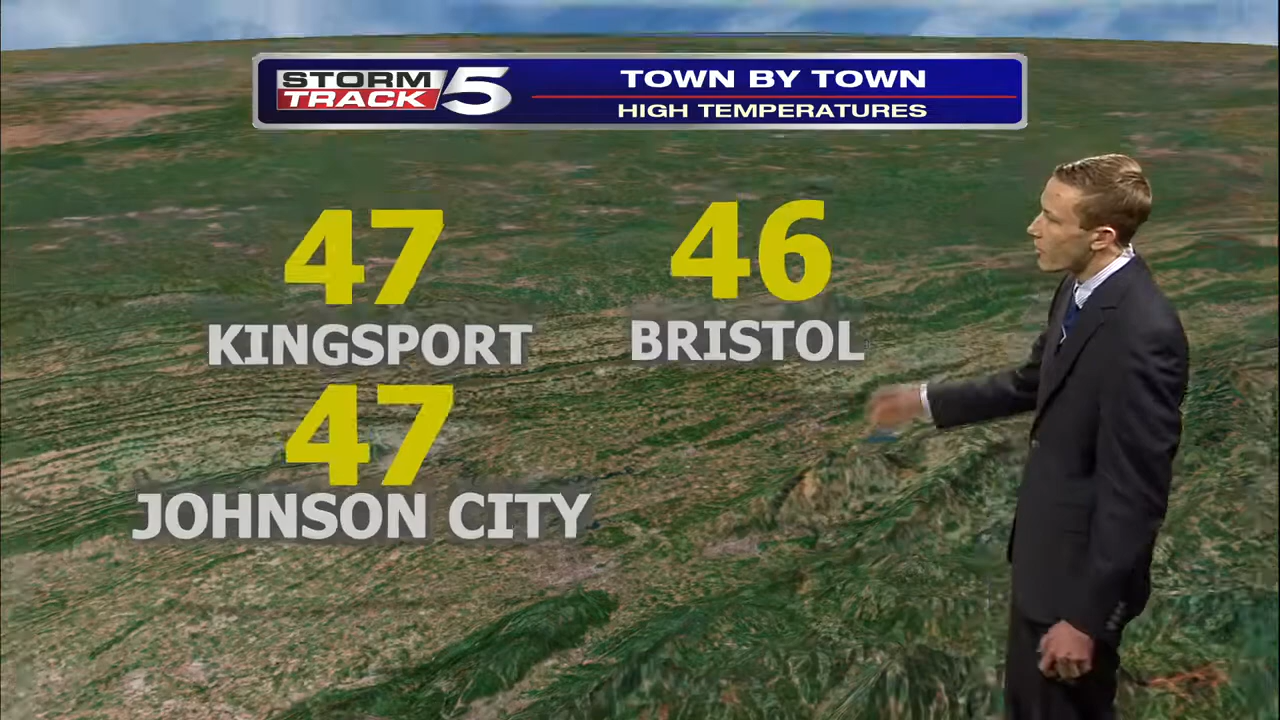 STORM TRACK 5
TOWN BY TOWN
HIGH TEMPERATURES
47
KINGSPORT
46
BRISTOL
47
JOHNSON CITY